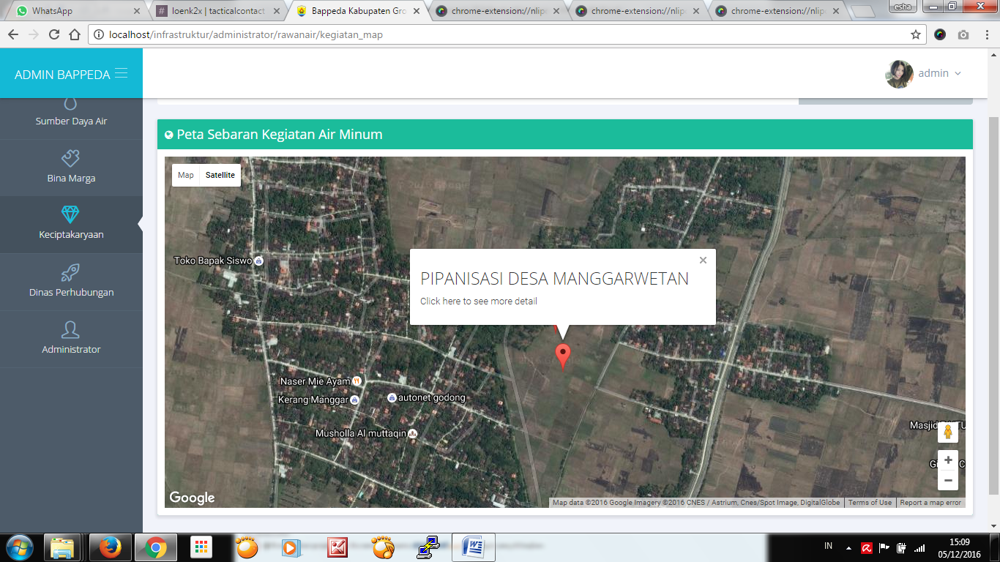 WhatsApp
loenk2x | tacticalcontact
Bappeda Kabupaten Gro
chrome-extension://nlip
chrome-extension://nlip
chrome-extension://nlip
esha
localhost/infrastruktur/administrator/rawanair/kegiatan_map
ADMIN BAPPEDA
admin
Sumber Daya Air
Bina Marga
Keciptakaryaan
Dinas Perhubungan
Administrator
Peta Sebaran Kegiatan Air Minum
Map Satellite
Toko Bapak Siswo
PIPANISASI DESA MANGGARWETAN
Click here to see more detail
Naser Mie Ayam
Kerang Manggar
autonet godong
Musholla Al muttaqin
Masjid
Google
Map data ©2016 Google Imagery ©2016 CNES / Astrium, Cnes/Spot Image, DigitalGlobe
Terms of Use
Report a map error
IN
15:09
05/12/2016